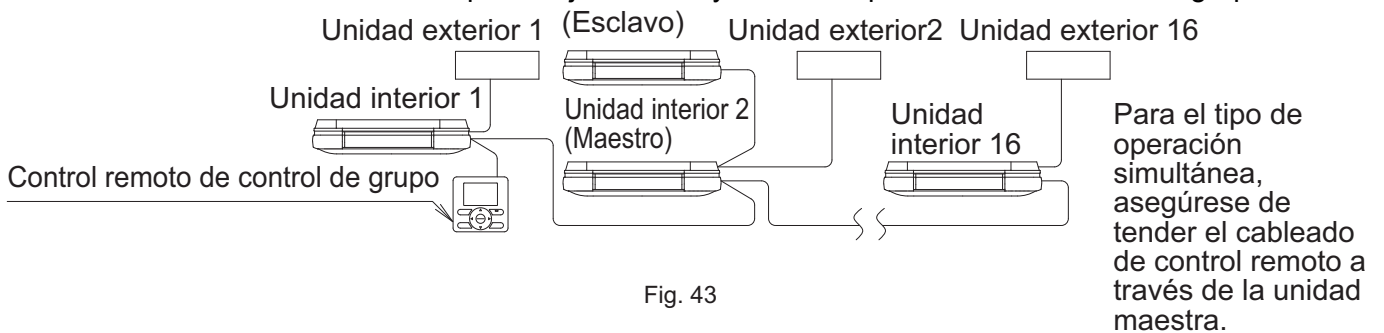 Unidad exterior 1
(Esclavo)
Unidad exterior2
Unidad exterior 16
Unidad interior 1
Unidad interior 2
(Maestro)
Unidad
interior 16
Control remoto de control de grupo
Para el tipo de
operación
simultánea,
asegúrese de
tender el cableado
de control remoto a
través de la unidad
maestra.
Fig. 43